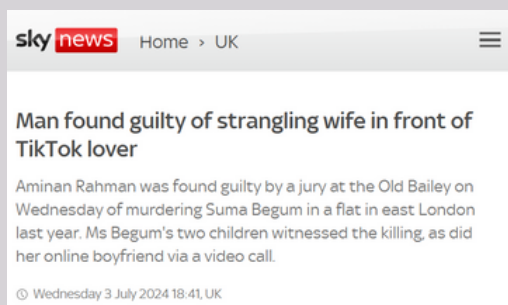 sky news Home > UK
Man found guilty of strangling wife in front of
TikTok lover
Aminan Rahman was found guilty by a jury at the Old Bailey on
Wednesday of murdering Suma Begum in a flat in east London
last year. Ms Begum's two children witnessed the killing, as did
her online boyfriend via a video call.
Wednesday 3 July 2024 18:41, UK